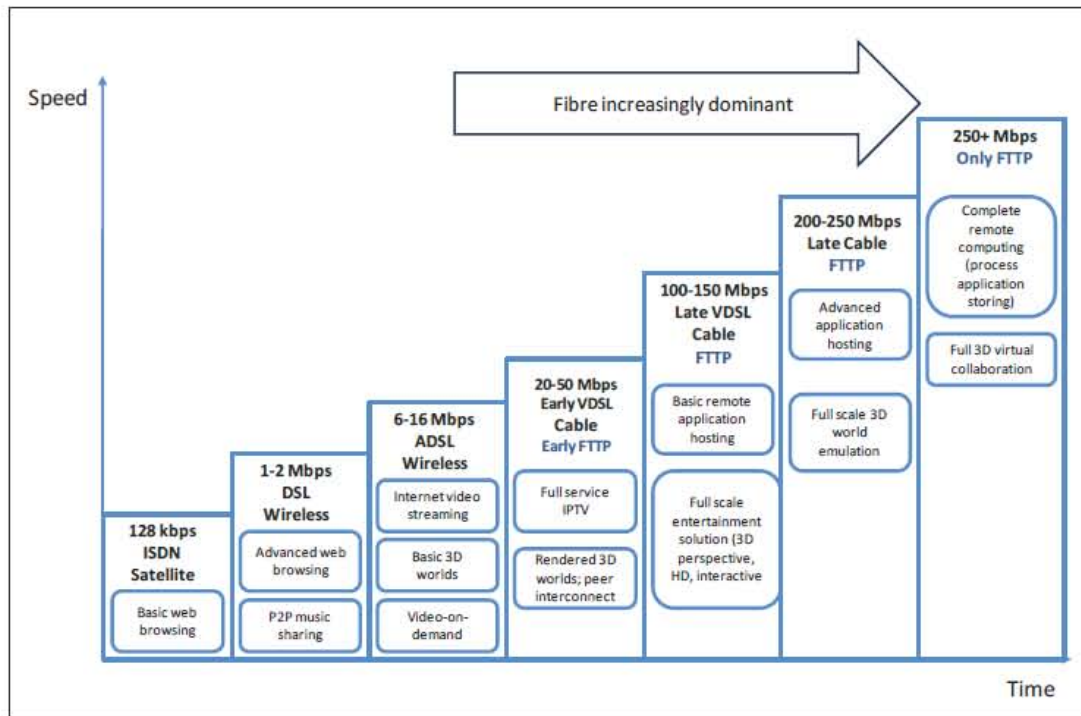 Speed
Fibre increasingly dominant
250+ Mbps
Only FTTP
Complete
remote
computing
(process
application
storing)
Full 3D virtual
collaboration
200-250 Mbps
Late Cable
FTTP
Advanced
application
hosting
Full scale 3D
world
emulation
100-150 Mbps
Late VDSL
Cable
FTTP
Basic remote
application
hosting
Full scale
entertainment
solution (3D
perspective,
HD, interactive
20-50 Mbps
Early VDSL
Cable
Early FTTP
Full service
IPTV
Rendered 3D
worlds; peer
interconnect
6-16 Mbps
ADSL
Wireless
Internet video
streaming
Basic 3D
worlds
Video-on-
demand
1-2 Mbps
DSL
Wireless
Advanced web
browsing
P2P music
sharing
128 kbps
ISDN
Satellite
Basic web
browsing
Time